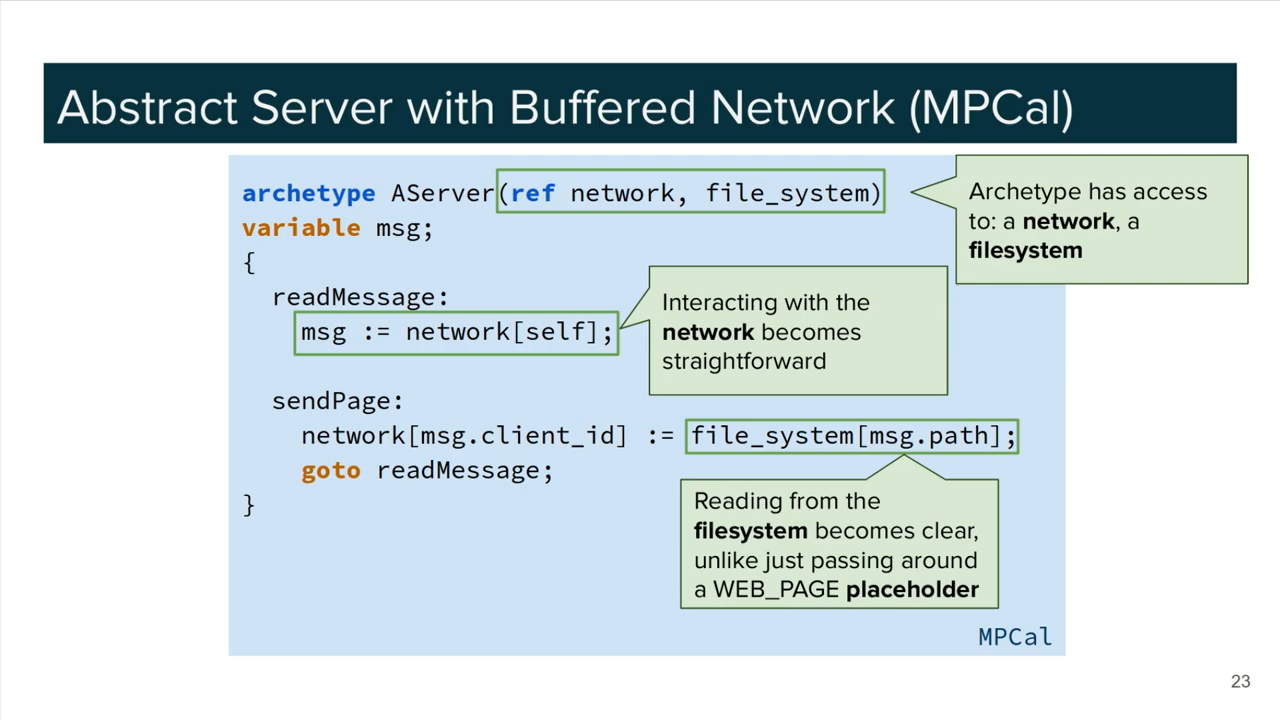 Abstract Server with Buffered Network (MPCal)
archetype AServer(ref network, file_system)
variable msg;
{
readMessage:
msg := network[self];
sendPage:
network[msg.client_id] := file_system[msg.path];
goto readMessage;
}
Archetype has access
to: a network, a
filesystem
Interacting with the
network becomes
straightforward
Reading from the
filesystem becomes clear,
unlike just passing around
a WEB_PAGE placeholder
MPCal
23